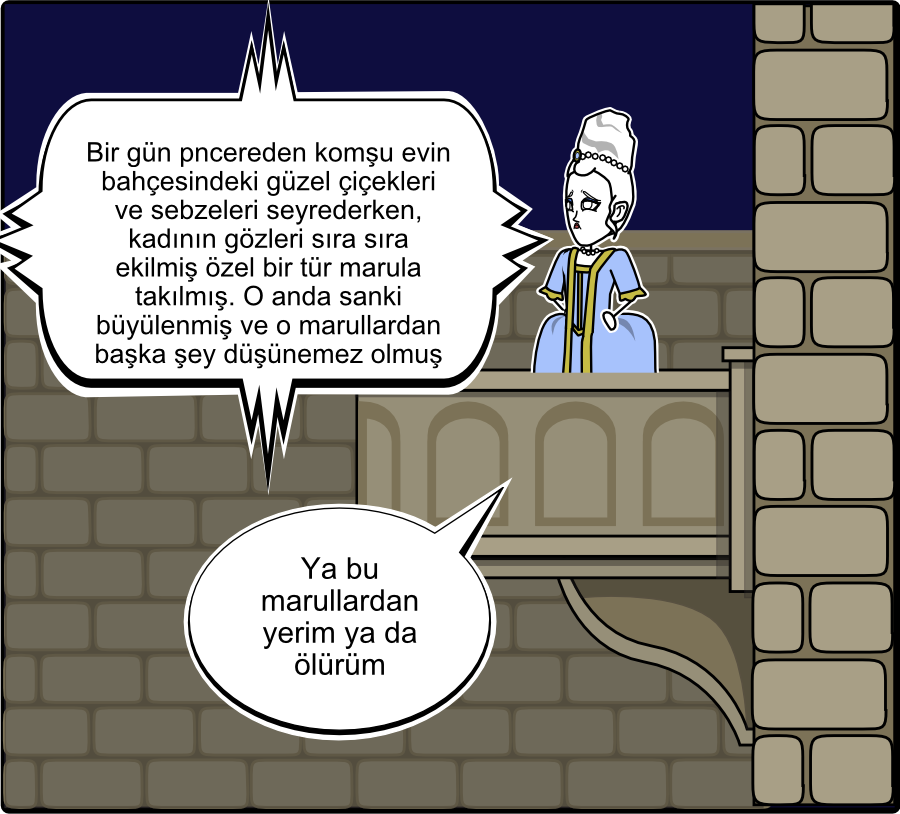 Bir gün pncereden komşu evin
bahçesindeki güzel çiçekleri
ve sebzeleri seyrederken,
kadının gözleri sıra sıra
ekilmiş özel bir tür marula
takılmış. O anda sanki
büyülenmiş ve o marullardan
başka şey düşünemez olmuş
Ya bu
marullardan
yerim ya da
ölürüm